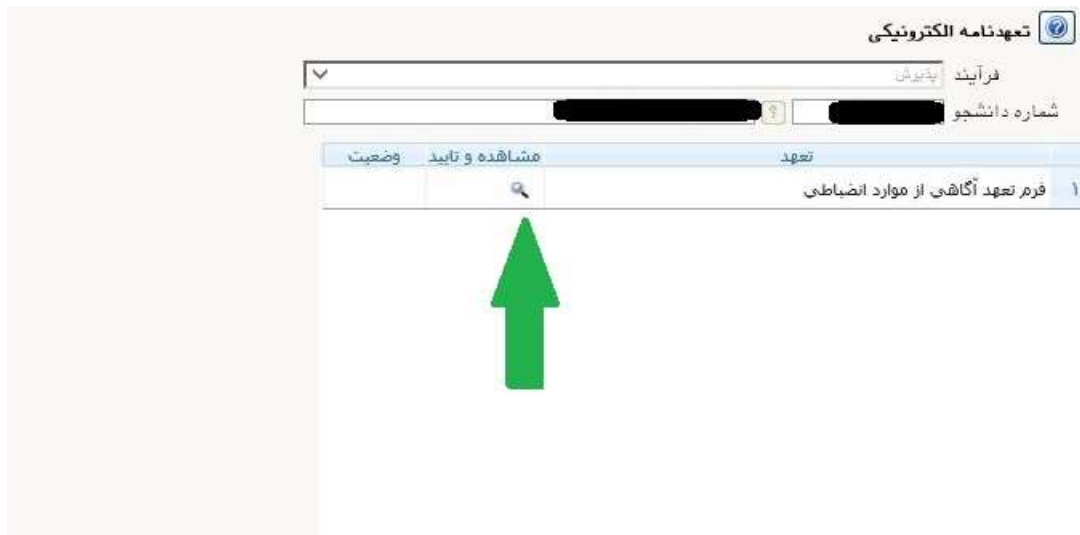 تعهدنامه الکترونیکی
فرآیند پذیرش
شماره دانشجو
تعهد مشاهده و تایید وضعیت
۱ فرم تعهد آگاهی از موارد انضباطی